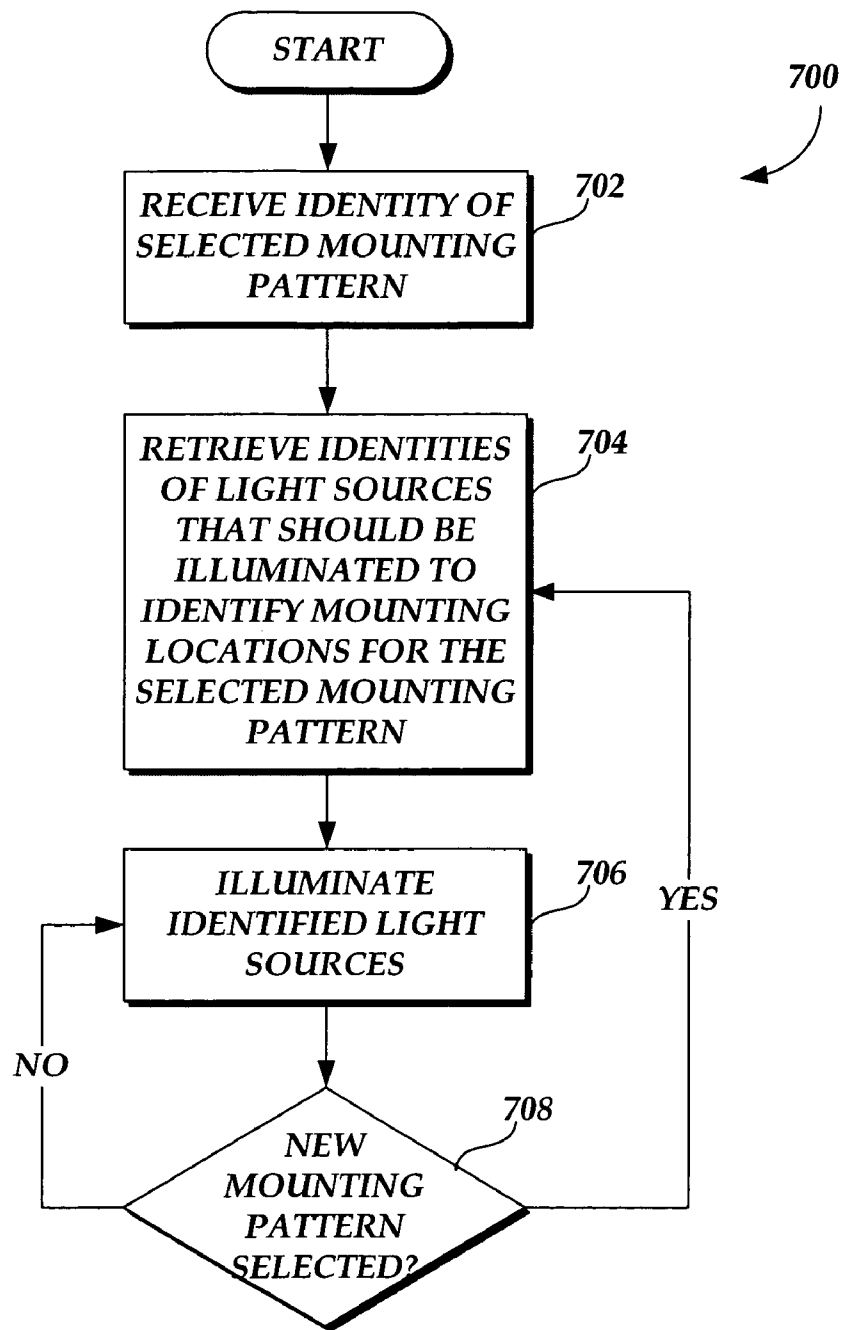 START
700
702
RECEIVE IDENTITY OF
SELECTED MOUNTING
PATTERN
704
RETRIEVE IDENTITIES
OF LIGHT SOURCES
THAT SHOULD BE
ILLUMINATED TO
IDENTIFY MOUNTING
LOCATIONS FOR THE
SELECTED MOUNTING
PATTERN
706
ILLUMINATE
IDENTIFIED LIGHT
SOURCES
YES
NO
708
NEW
MOUNTING
PATTERN
SELECTED?